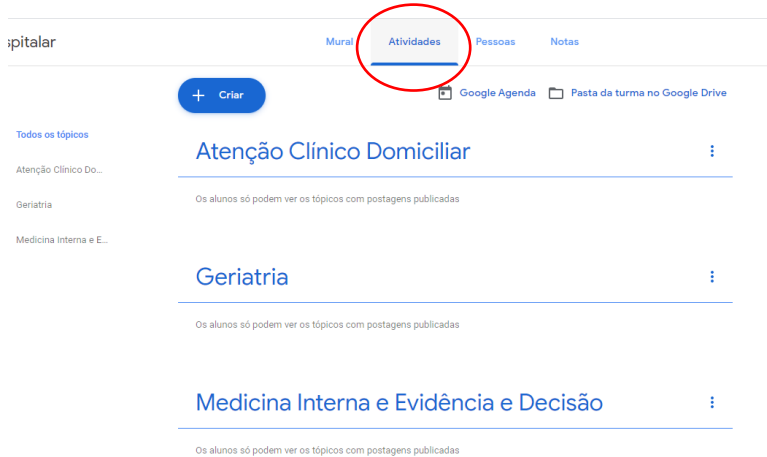 spitalar
Mural Atividades Pessoas Notas
Criar
Google Agenda Pasta da turma no Google Drive
Todos os tópicos
Atenção Clínico Do...
Geriatria
Medicina Interna e E...
Atenção Clínico Domiciliar
Os alunos só podem ver os tópicos com postagens publicadas
Geriatria
Os alunos só podem ver os tópicos com postagens publicadas
Medicina Interna e Evidência e Decisão
Os alunos só podem ver os tópicos com postagens publicadas